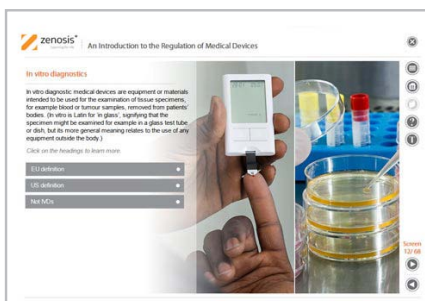 zenosis®
An Introduction to the Regulation of Medical Devices
In vitro diagnostics
In vitro diagnostic medical devices are equipment or materials
intended to be used for the examination of tissue specimens,
for example blood or tumour samples, removed from patients'
bodies. (In vitro is Latin for 'in glass', signifying that the
specimen might be examined for example in a glass test tube
or dish, but its more general meaning relates to the use of any
equipment outside the body.)
Click on the headings to learn more.
EU definition
US definition
Not IVDs
Screen
12/ 68